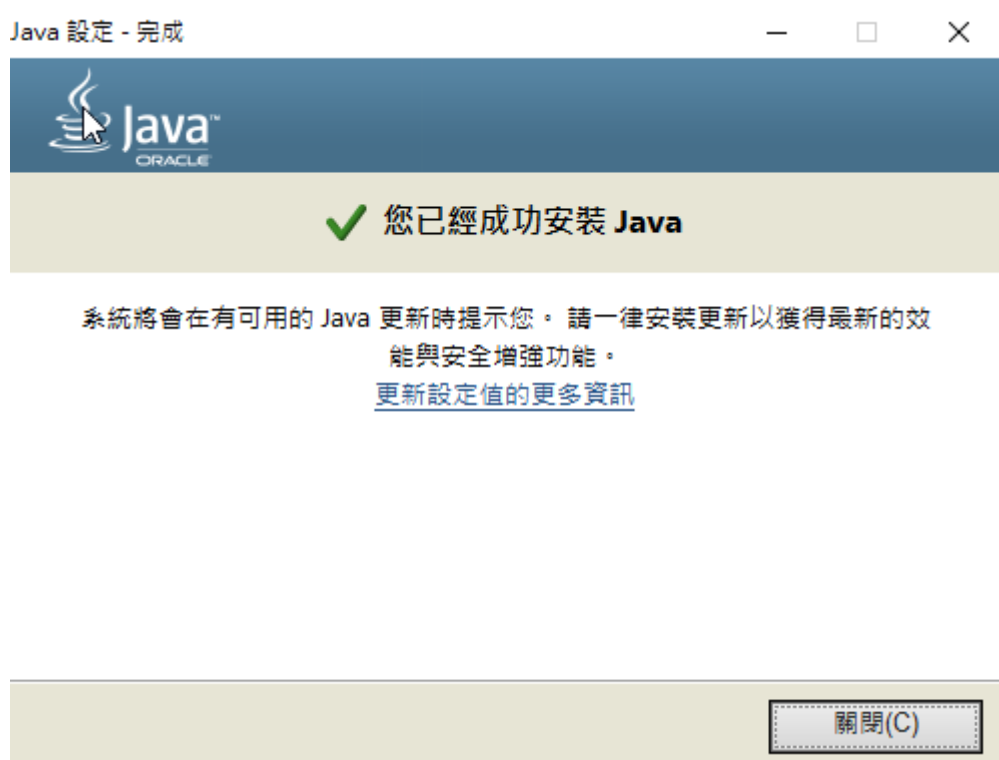 Java 設定 - 完成
Java™
ORACLE
您已經成功安裝 Java
系統將會在有可用的 Java 更新時提示您。 請一律安裝更新以獲得最新的效
能與安全增強功能。
更新設定值的更多資訊
關閉(C)